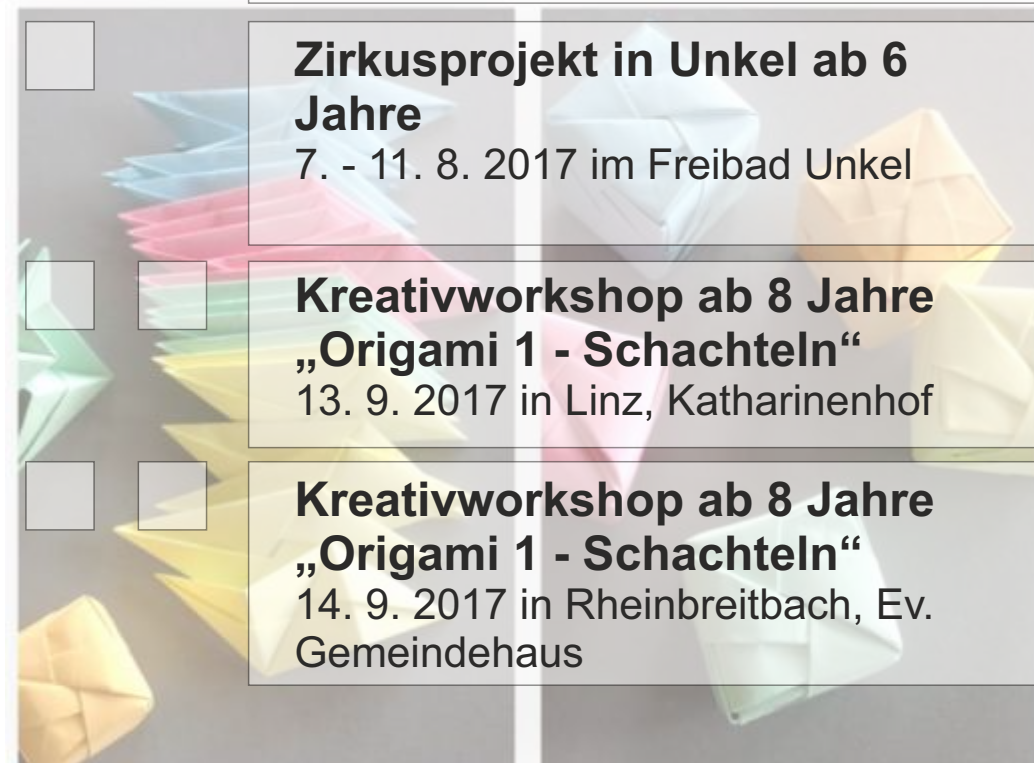 Zirkusprojekt in Unkel ab 6
Jahre
7. - 11. 8. 2017 im Freibad Unkel
Kreativworkshop ab 8 Jahre
„Origami 1 - Schachteln“
13. 9. 2017 in Linz, Katharinenhof
Kreativworkshop ab 8 Jahre
„Origami 1 - Schachteln“
14. 9. 2017 in Rheinbreitbach, Ev.
Gemeindehaus